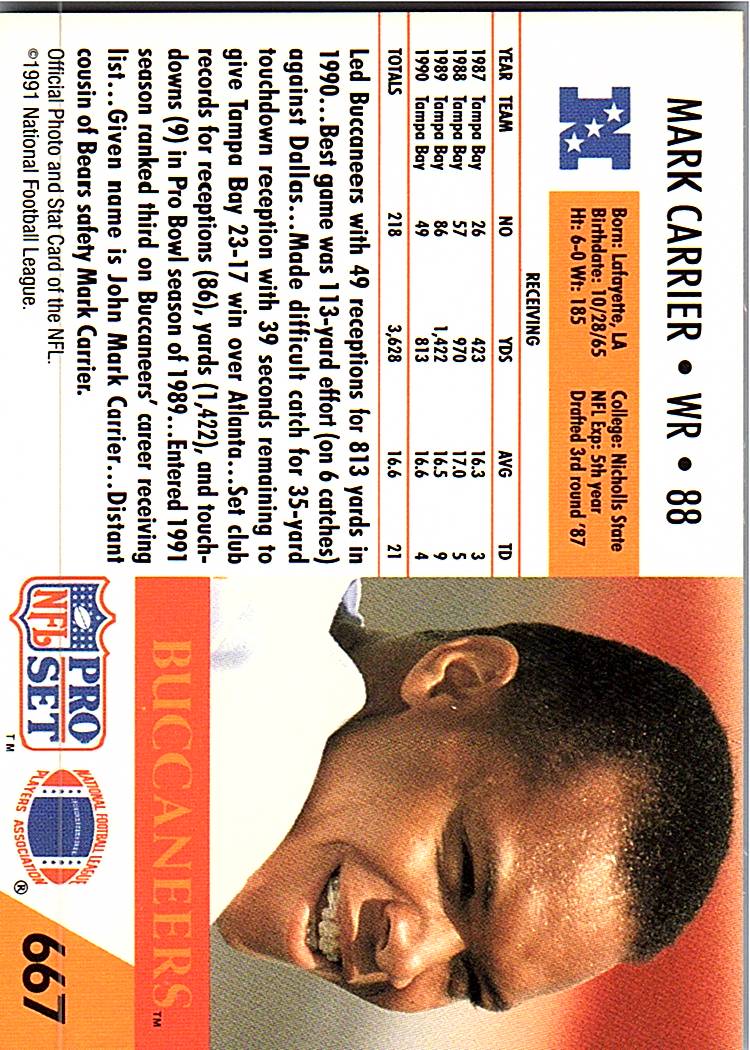 MARK CARRIER • WR • 88
Born: Lafayette, LA
Birthdate: 10/28/65
Ht: 6-0 Wt: 185
College: Nicholls State
NFL Exp: 5th year
Drafted 3rd round '87
RECEIVING
YEAR TEAM NO YDS AVG TD
1987 Tampa Bay 26 423 16.3 3
1988 Tampa Bay 57 970 17.0 5
1989 Tampa Bay 86 1,422 16.5 9
1990 Tampa Bay 49 813 16.6 4
TOTALS 218 3,628 16.6 21
Led Buccaneers with 49 receptions for 813 yards in
1990...Best game was 113-yard effort (on 6 catches)
against Dallas...Made difficult catch for 35-yard
touchdown reception with 39 seconds remaining to
give Tampa Bay 23-17 win over Atlanta...Set club
records for receptions (86), yards (1,422), and touch-
downs (9) in Pro Bowl season of 1989...Entered 1991
season ranked third on Buccaneers' career receiving
list...Given name is John Mark Carrier...Distant
cousin of Bears safety Mark Carrier.
Official Photo and Stat Card of the NFL.
©1991 National Football League.
BUCCANEERS™
NFL
PRO
SET™
NATIONAL FOOTBALL LEAGUE
PLAYERS ASSOCIATION®
667